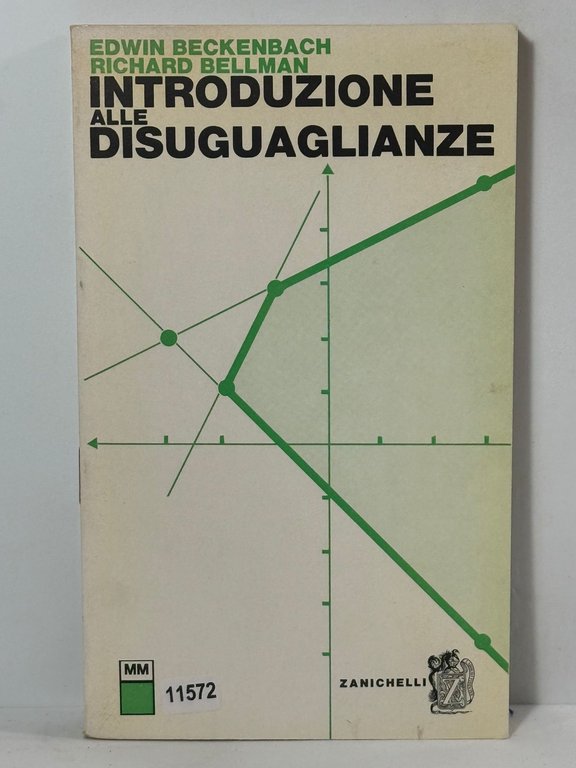 EDWIN BECKENBACH
RICHARD BELLMAN
INTRODUZIONE
ALLE
DISUGUAGLIANZE
MM
11572
ZANICHELLI
Z